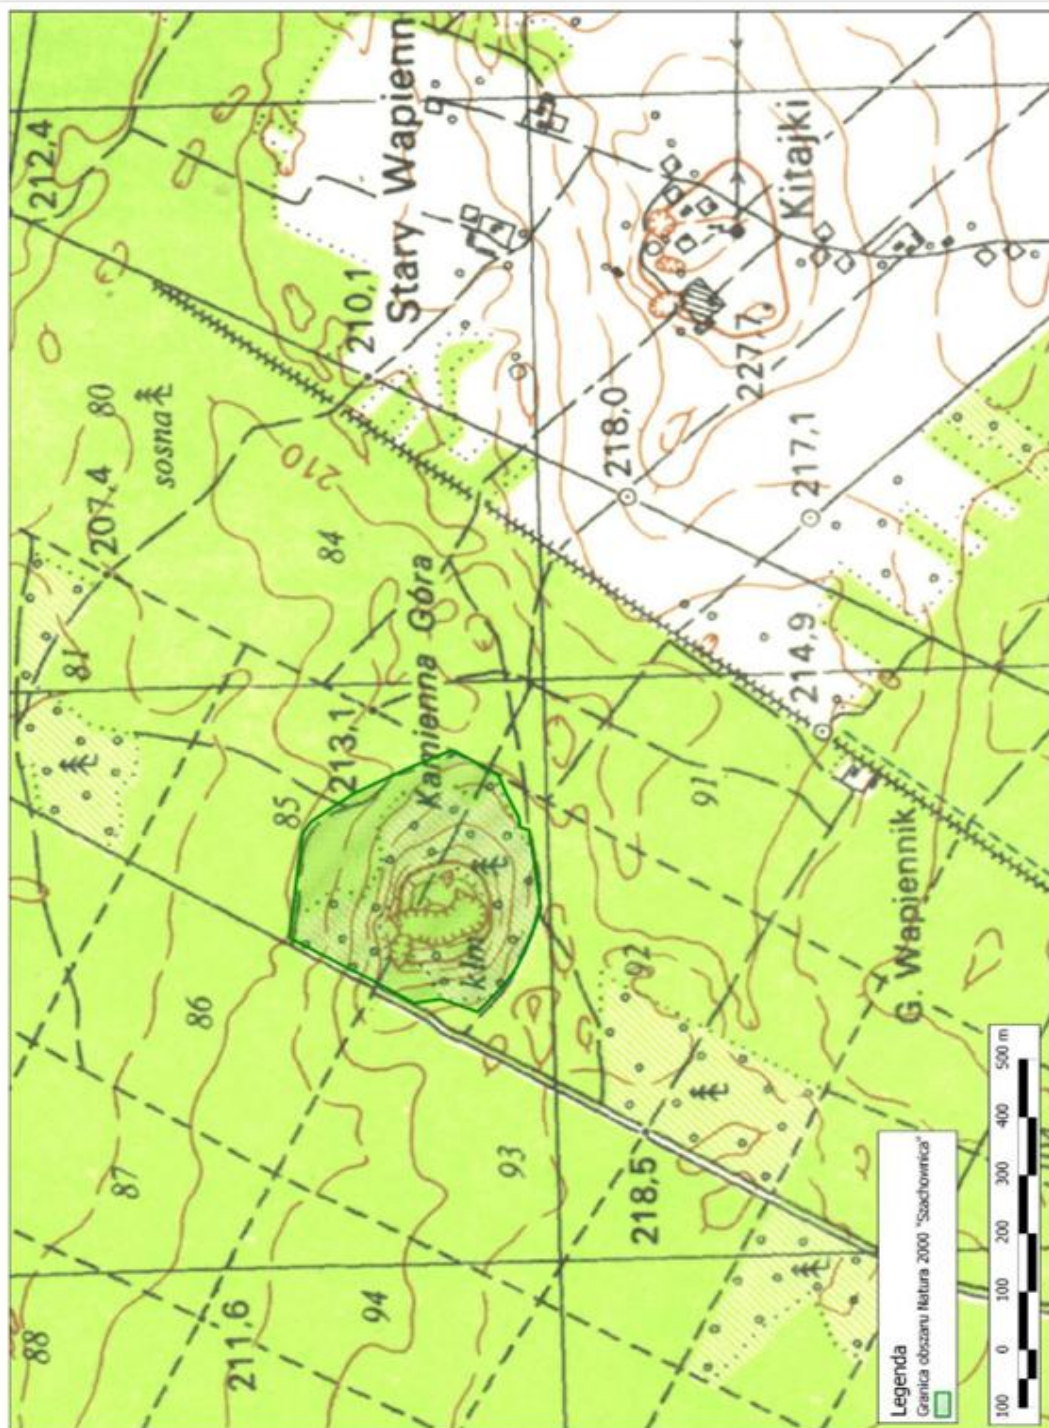 212,4
Stary Wapienn
Kitajki
210,1
227,7
218,0
217,1
80
sosna
207,4
210
84
81
Kamienna Góra
213,1
85
214,9
91
G. Wapiennik
klm
92
86
93
218,5
87
94
211,6
88
Legenda
Granica obszaru Natura 2000 "Szachownica"
100 0 100 200 300 400 500 m